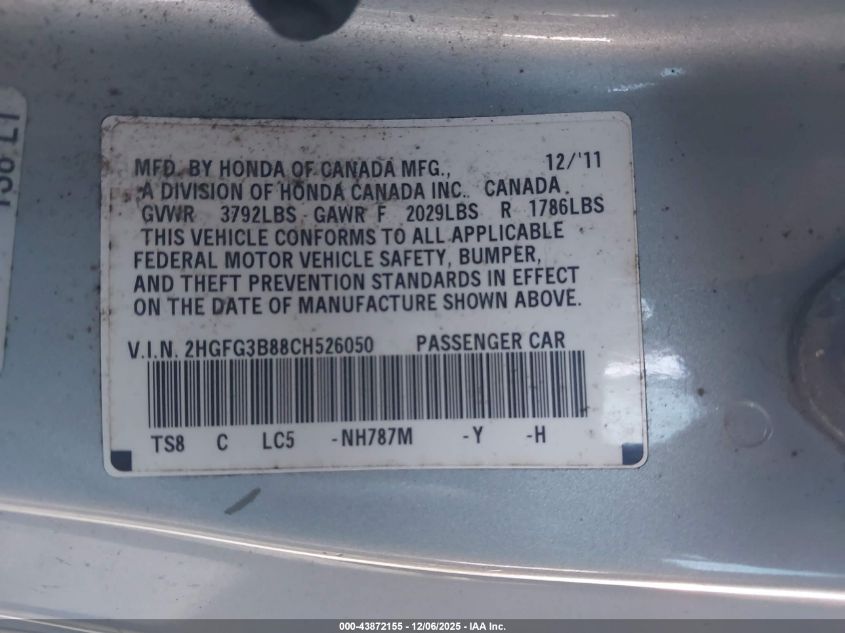 MFD. BY HONDA OF CANADA MFG., 12/'11
A DIVISION OF HONDA CANADA INC. CANADA
GVWR 3792LBS GAWR F 2029LBS R 1786LBS
THIS VEHICLE CONFORMS TO ALL APPLICABLE
FEDERAL MOTOR VEHICLE SAFETY, BUMPER,
AND THEFT PREVENTION STANDARDS IN EFFECT
ON THE DATE OF MANUFACTURE SHOWN ABOVE.
V.I.N. 2HGFG3B88CH526050 PASSENGER CAR
TS8 C LC5 -NH787M -Y -H
000-43872155 - 12/06/2025 - IAA Inc.